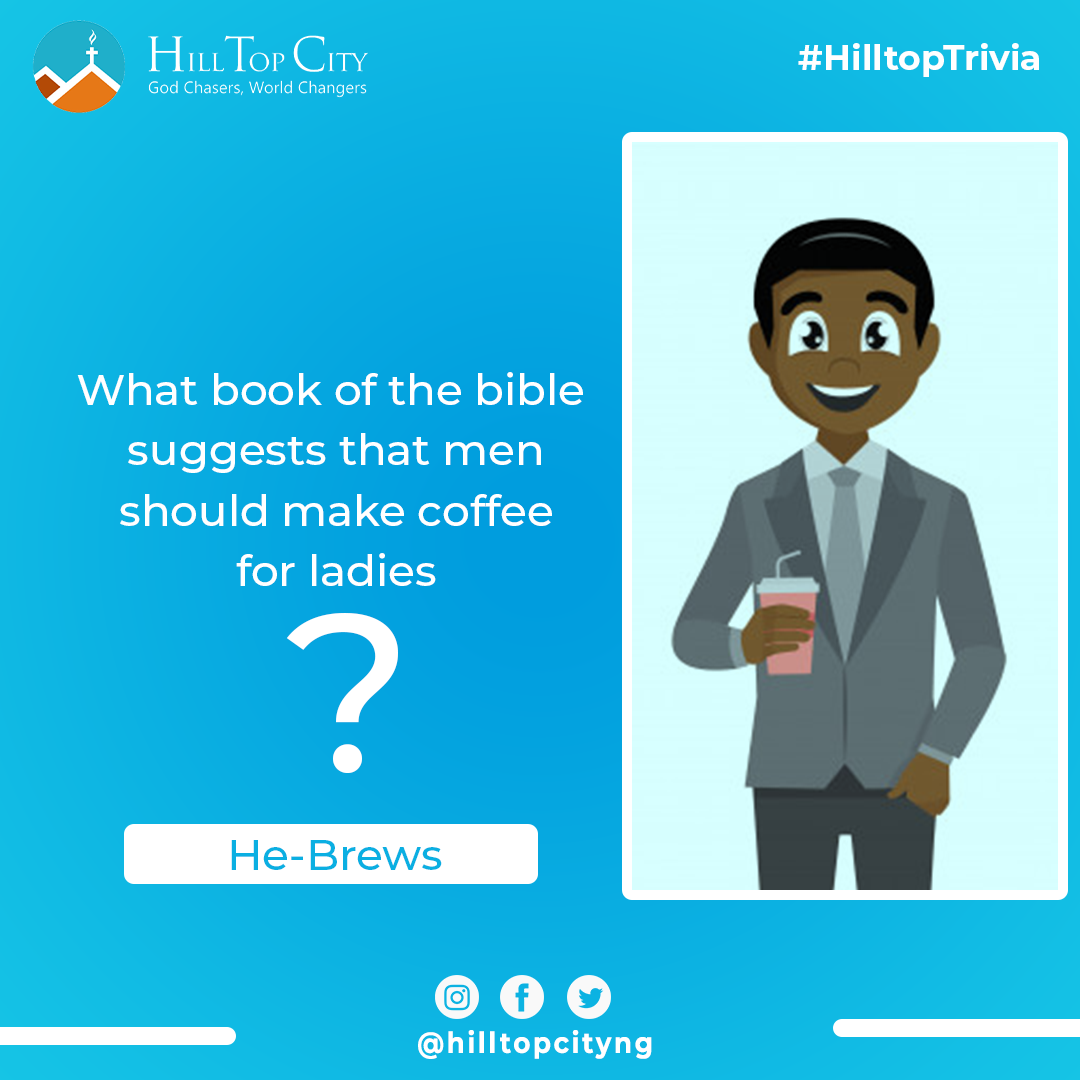 HILL TOP CITY
God Chasers, World Changers
#HilltopTrivia
What book of the bible
suggests that men
should make coffee
for ladies
?
He-Brews
@hilltopcityng